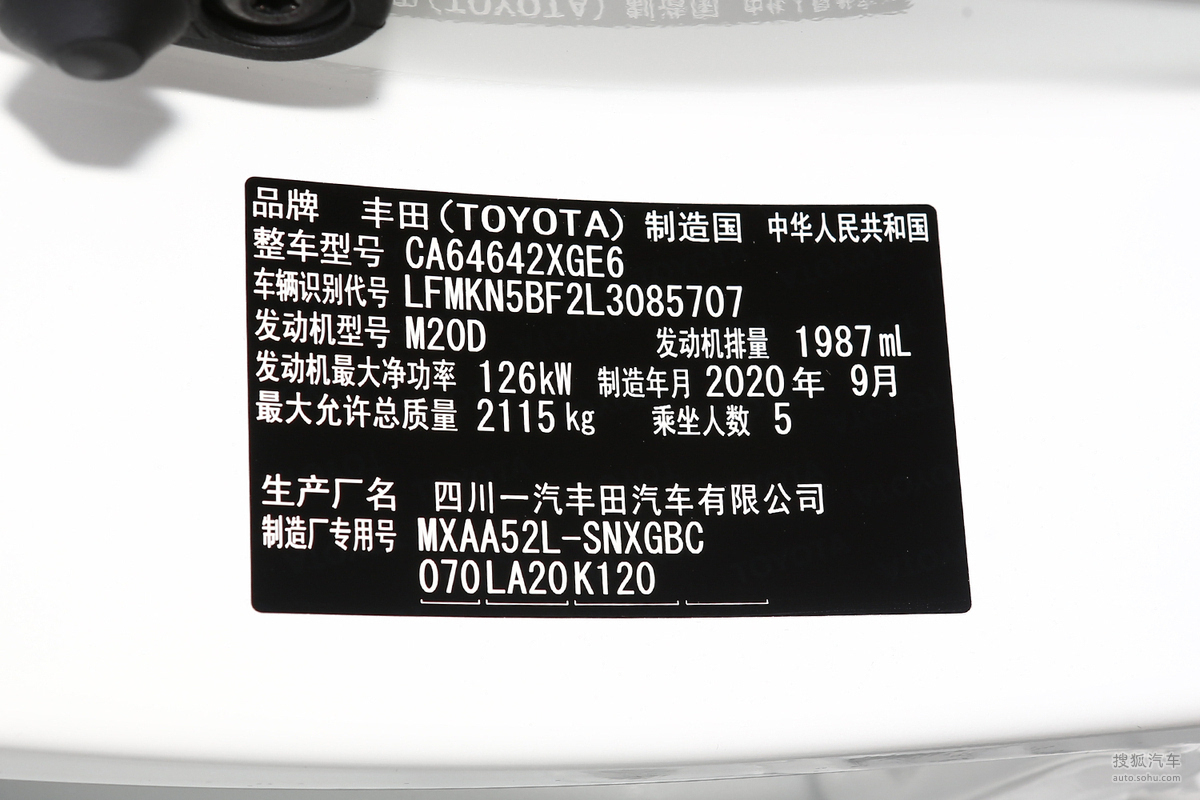 品牌 丰田(TOYOTA) 制造国 中华人民共和国
整车型号 CA64642XGE6
车辆识别代号 LFMKN5BF2L3085707
发动机型号 M20D 发动机排量 1987mL
发动机最大净功率 126kW 制造年月 2020年 9月
最大允许总质量 2115kg 乘坐人数 5
生产厂名 四川一汽丰田汽车有限公司
制造厂专用号 MXAA52L-SNXGBC
070LA20K120
搜狐汽车
auto.sohu.com